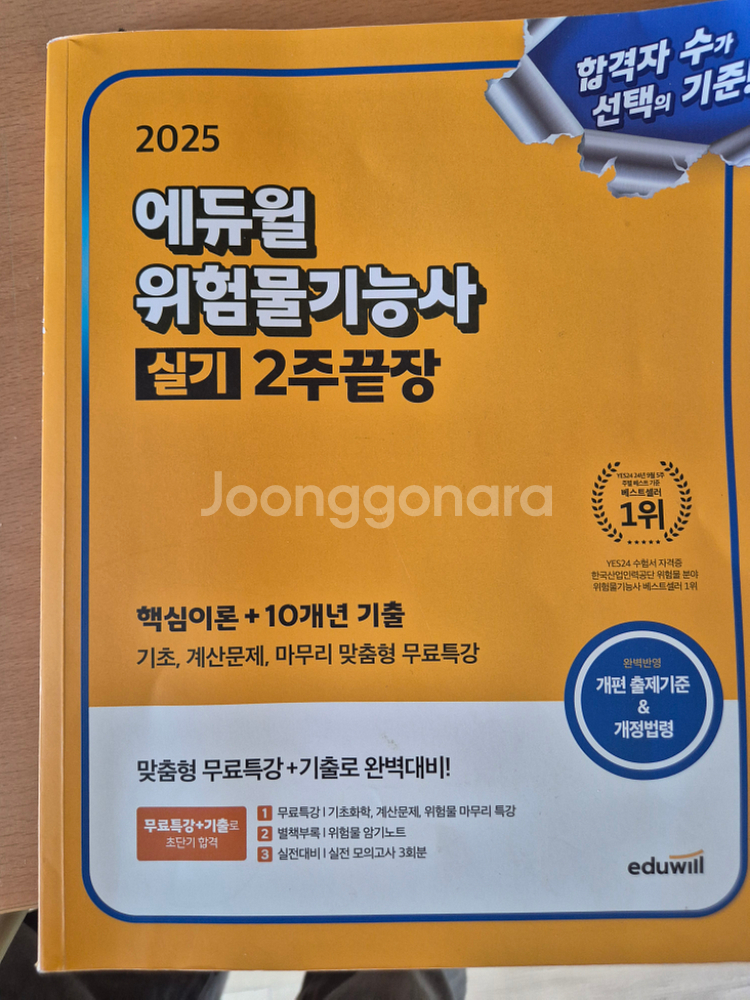 합격자 수가
선택의 기준!
2025
에듀윌
위험물기능사
실기 2주끝장
Joonggonara
YES24 24년 9월 5주
주별 베스트 기준
베스트셀러
1위
YES24 수험서 자격증
한국산업인력공단 위험물 분야
위험물기능사 베스트셀러 1위
핵심이론 + 10개년 기출
기초, 계산문제, 마무리 맞춤형 무료특강
완벽반영
개편 출제기준
&
개정법령
맞춤형 무료특강+기출로 완벽대비!
무료특강+기출로
초단기 합격
1 무료특강 | 기초화학, 계산문제, 위험물 마무리 특강
2 별책부록 | 위험물 암기노트
3 실전대비 | 실전 모의고사 3회분
eduwill